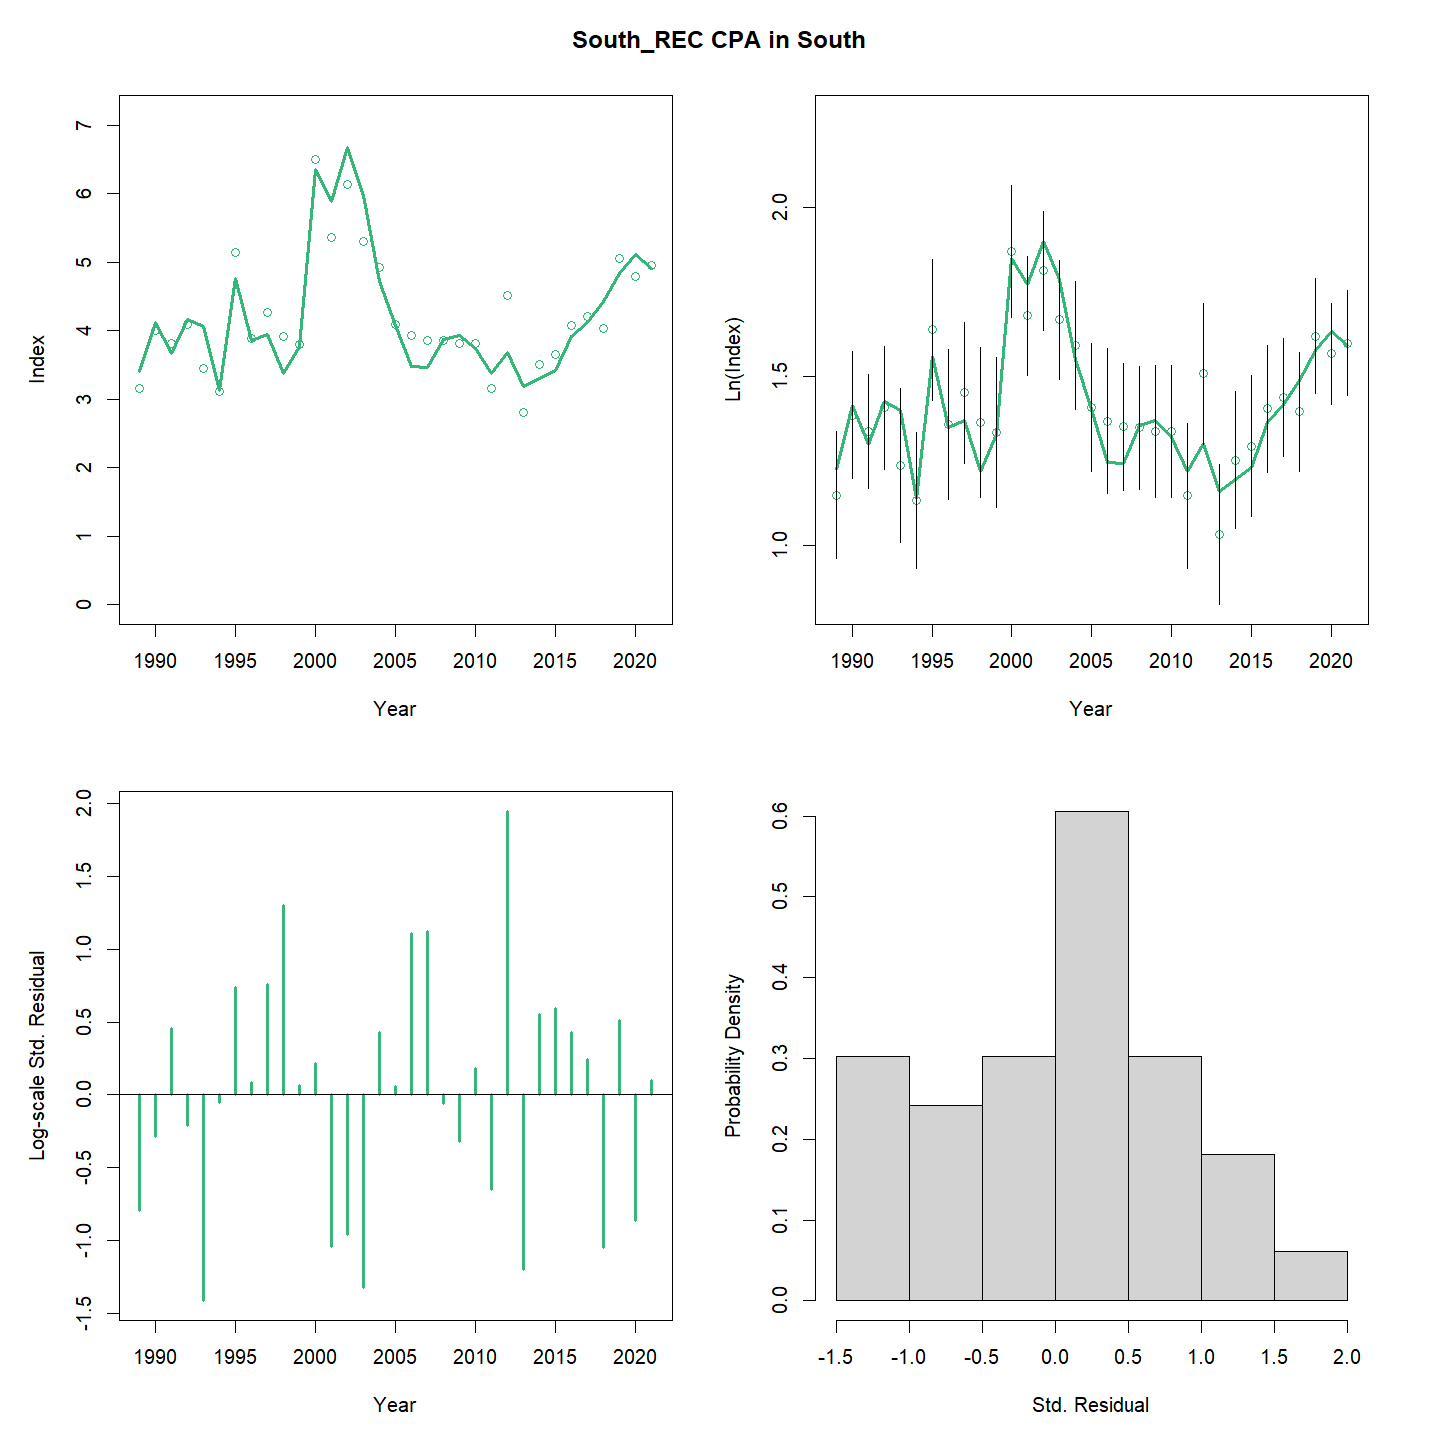 South_REC CPA in South
Index
7
6
5
4
3
2
1
0
1990 1995 2000 2005 2010 2015 2020
Year
Ln(Index)
2.0
1.5
1.0
1990 1995 2000 2005 2010 2015 2020
Year
Log-scale Std. Residual
2.0
1.5
1.0
0.5
0.0
-0.5
-1.0
-1.5
1990 1995 2000 2005 2010 2015 2020
Year
Probability Density
0.6
0.5
0.4
0.3
0.2
0.1
0.0
-1.5 -1.0 -0.5 0.0 0.5 1.0 1.5 2.0
Std. Residual